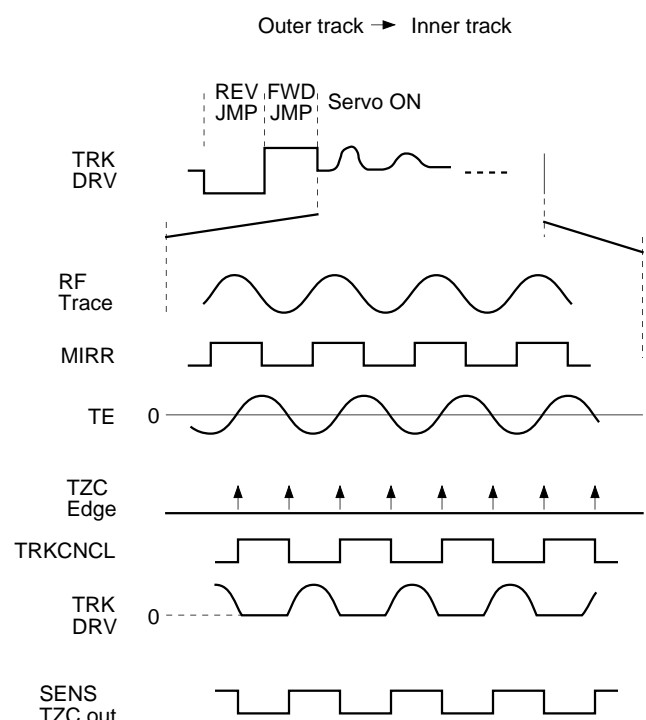 Outer track → Inner track
REV FWD
JMP JMP
Servo ON
TRK
DRV
RF
Trace
MIRR
TE 0
TZC
Edge
TRKCNCL
TRK
DRV
0
SENS
TZC out